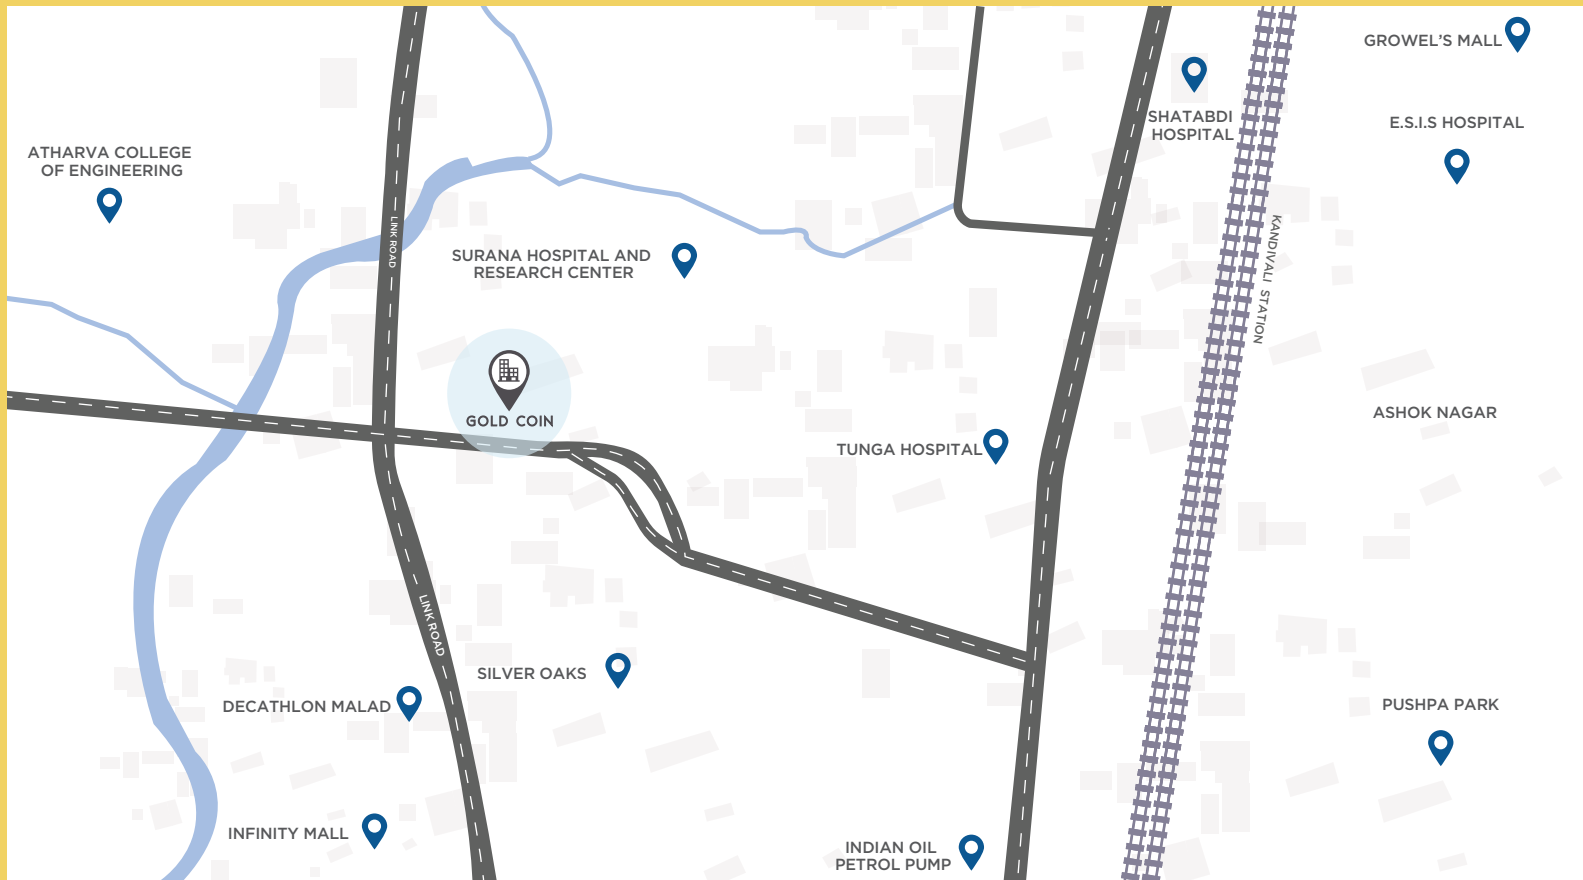 GROWEL'S MALL
SHATABDI
HOSPITAL
E.S.I.S HOSPITAL
ATHARVA COLLEGE
OF ENGINEERING
LINK ROAD
KANDIVALI STATION
SURANA HOSPITAL AND
RESEARCH CENTER
GOLD COIN
ASHOK NAGAR
TUNGA HOSPITAL
LINK ROAD
SILVER OAKS
DECATHLON MALAD
PUSHPA PARK
INFINITY MALL
INDIAN OIL
PETROL PUMP